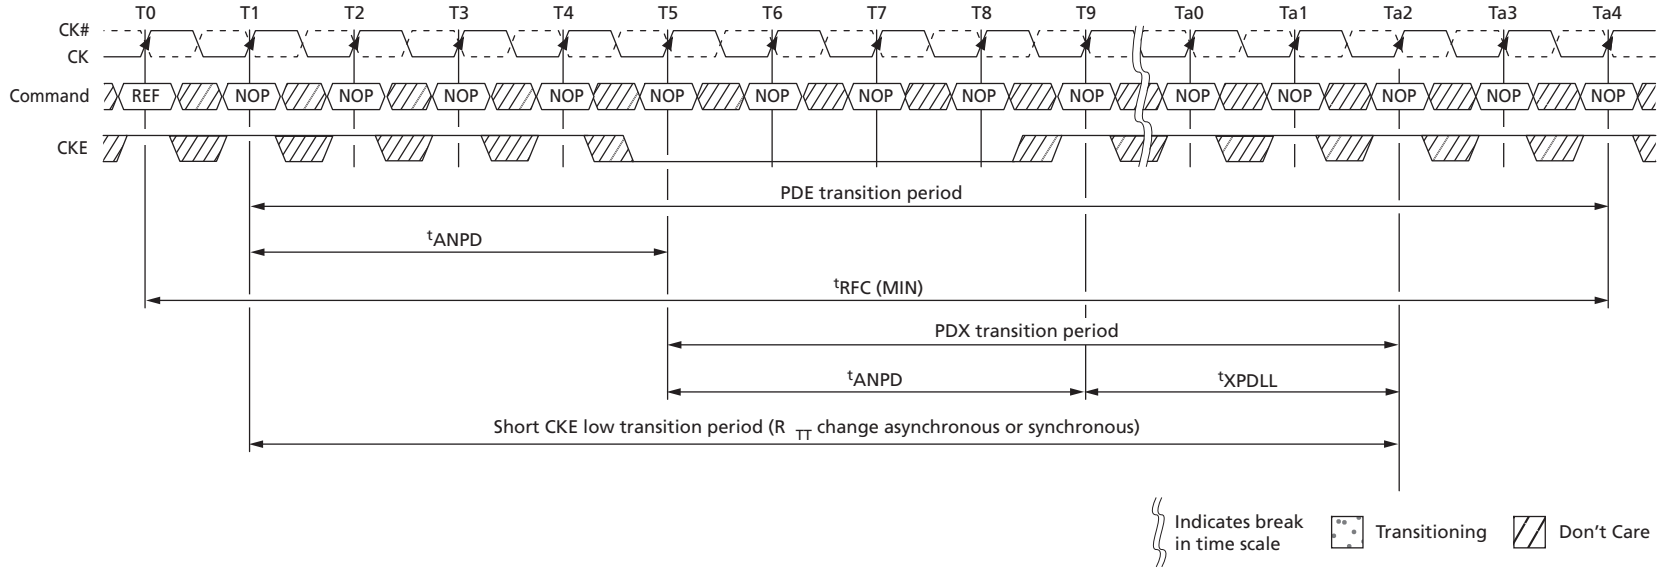 T0 T1 T2 T3 T4 T5 T6 T7 T8 T9 Ta0 Ta1 Ta2 Ta3 Ta4
CK#
CK
Command REF NOP NOP NOP NOP NOP NOP NOP NOP NOP NOP NOP NOP NOP NOP
CKE
PDE transition period
tANPD
tRFC (MIN)
PDX transition period
tANPD tXPDLL
Short CKE low transition period (R TT change asynchronous or synchronous)
Indicates break
in time scale
Transitioning
Don't Care